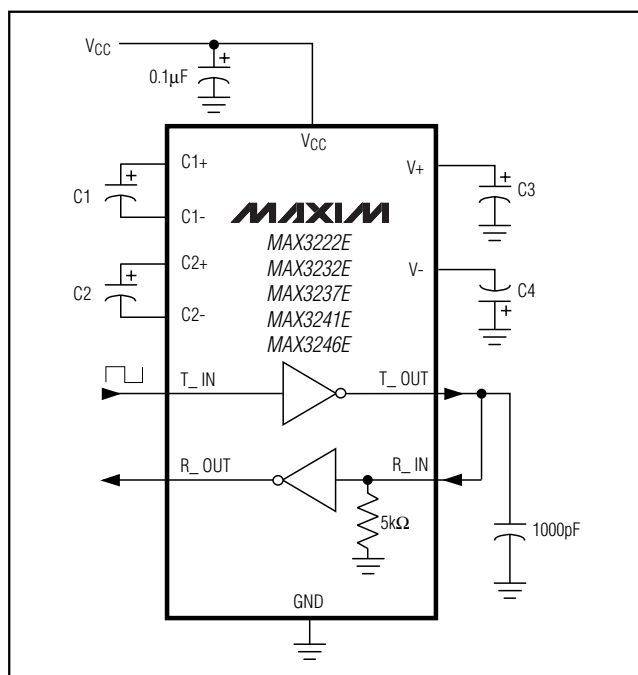 VCC
+
0.1µF
VCC
C1+
+
C1
C1-
V+
+
C3
MAXIM
MAX3222E
MAX3232E
MAX3237E
MAX3241E
MAX3246E
C2+
+
C2
C2-
V-
C4
+
T_ IN
T_ OUT
R_ OUT
R_ IN
5kΩ
1000pF
GND